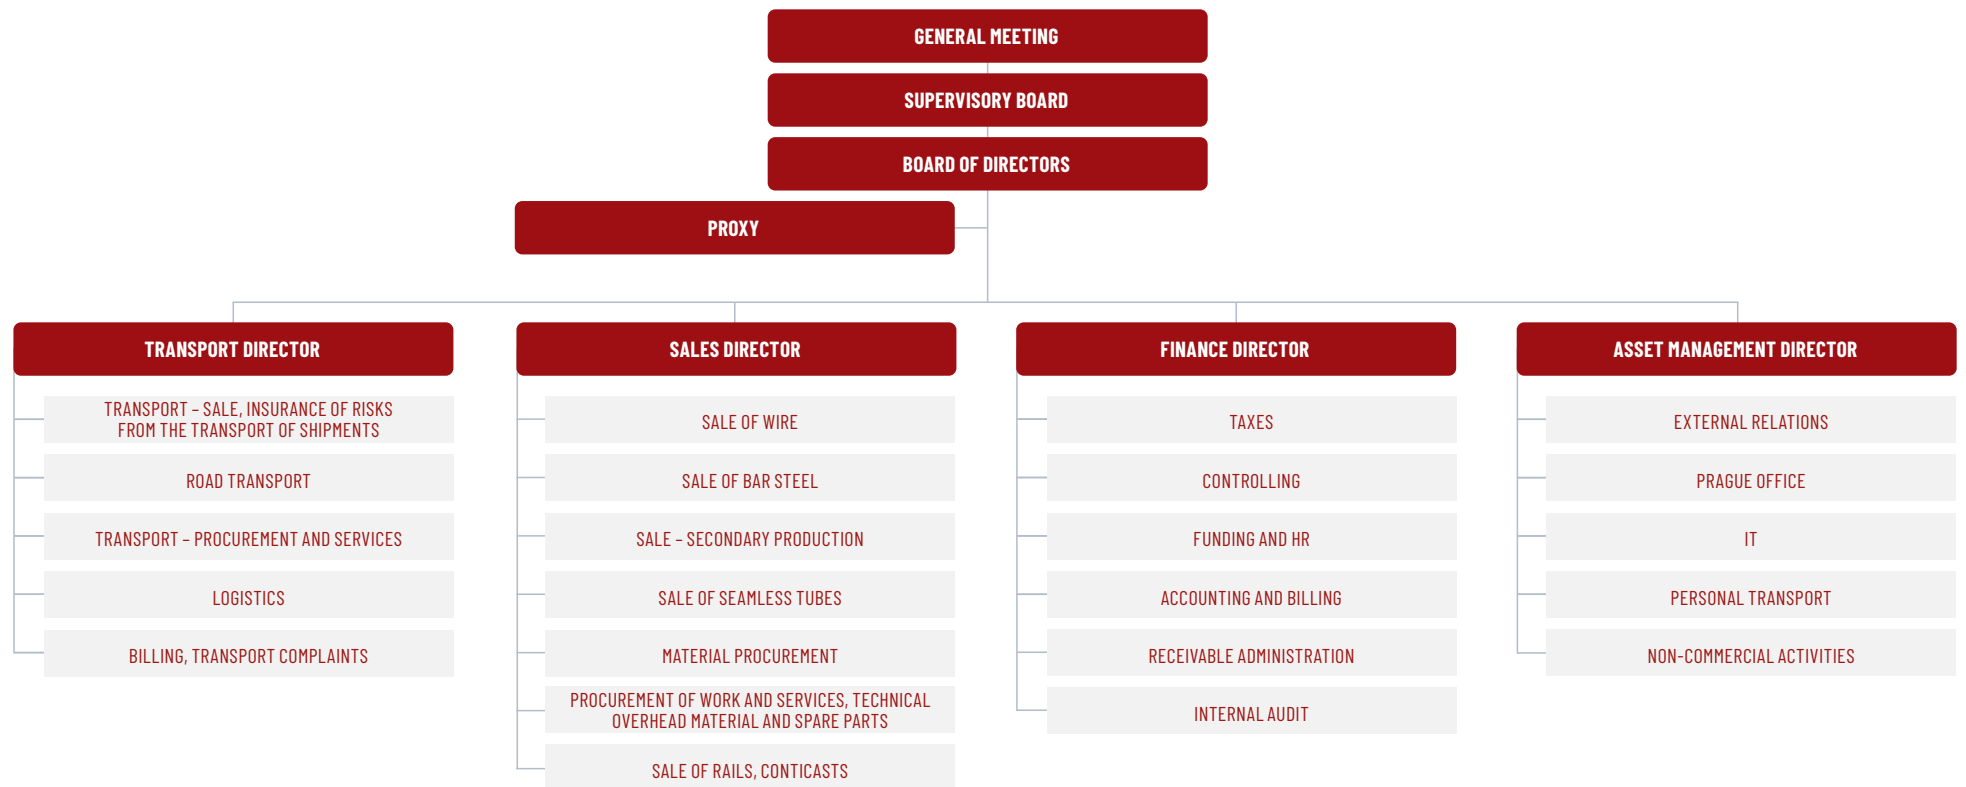 GENERAL MEETING
SUPERVISORY BOARD
BOARD OF DIRECTORS
PROXY
TRANSPORT DIRECTOR
TRANSPORT – SALE, INSURANCE OF RISKS
FROM THE TRANSPORT OF SHIPMENTS
ROAD TRANSPORT
TRANSPORT – PROCUREMENT AND SERVICES
LOGISTICS
BILLING, TRANSPORT COMPLAINTS
SALES DIRECTOR
SALE OF WIRE
SALE OF BAR STEEL
SALE – SECONDARY PRODUCTION
SALE OF SEAMLESS TUBES
MATERIAL PROCUREMENT
PROCUREMENT OF WORK AND SERVICES, TECHNICAL
OVERHEAD MATERIAL AND SPARE PARTS
SALE OF RAILS, CONTICASTS
FINANCE DIRECTOR
TAXES
CONTROLLING
FUNDING AND HR
ACCOUNTING AND BILLING
RECEIVABLE ADMINISTRATION
INTERNAL AUDIT
ASSET MANAGEMENT DIRECTOR
EXTERNAL RELATIONS
PRAGUE OFFICE
IT
PERSONAL TRANSPORT
NON-COMMERCIAL ACTIVITIES